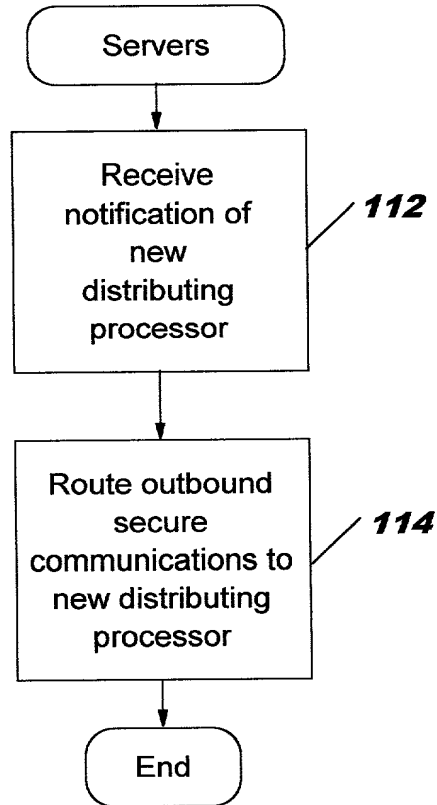 Servers
Receive
notification of
new
distributing
processor
112
Route outbound
secure
communications to
new distributing
processor
114
End